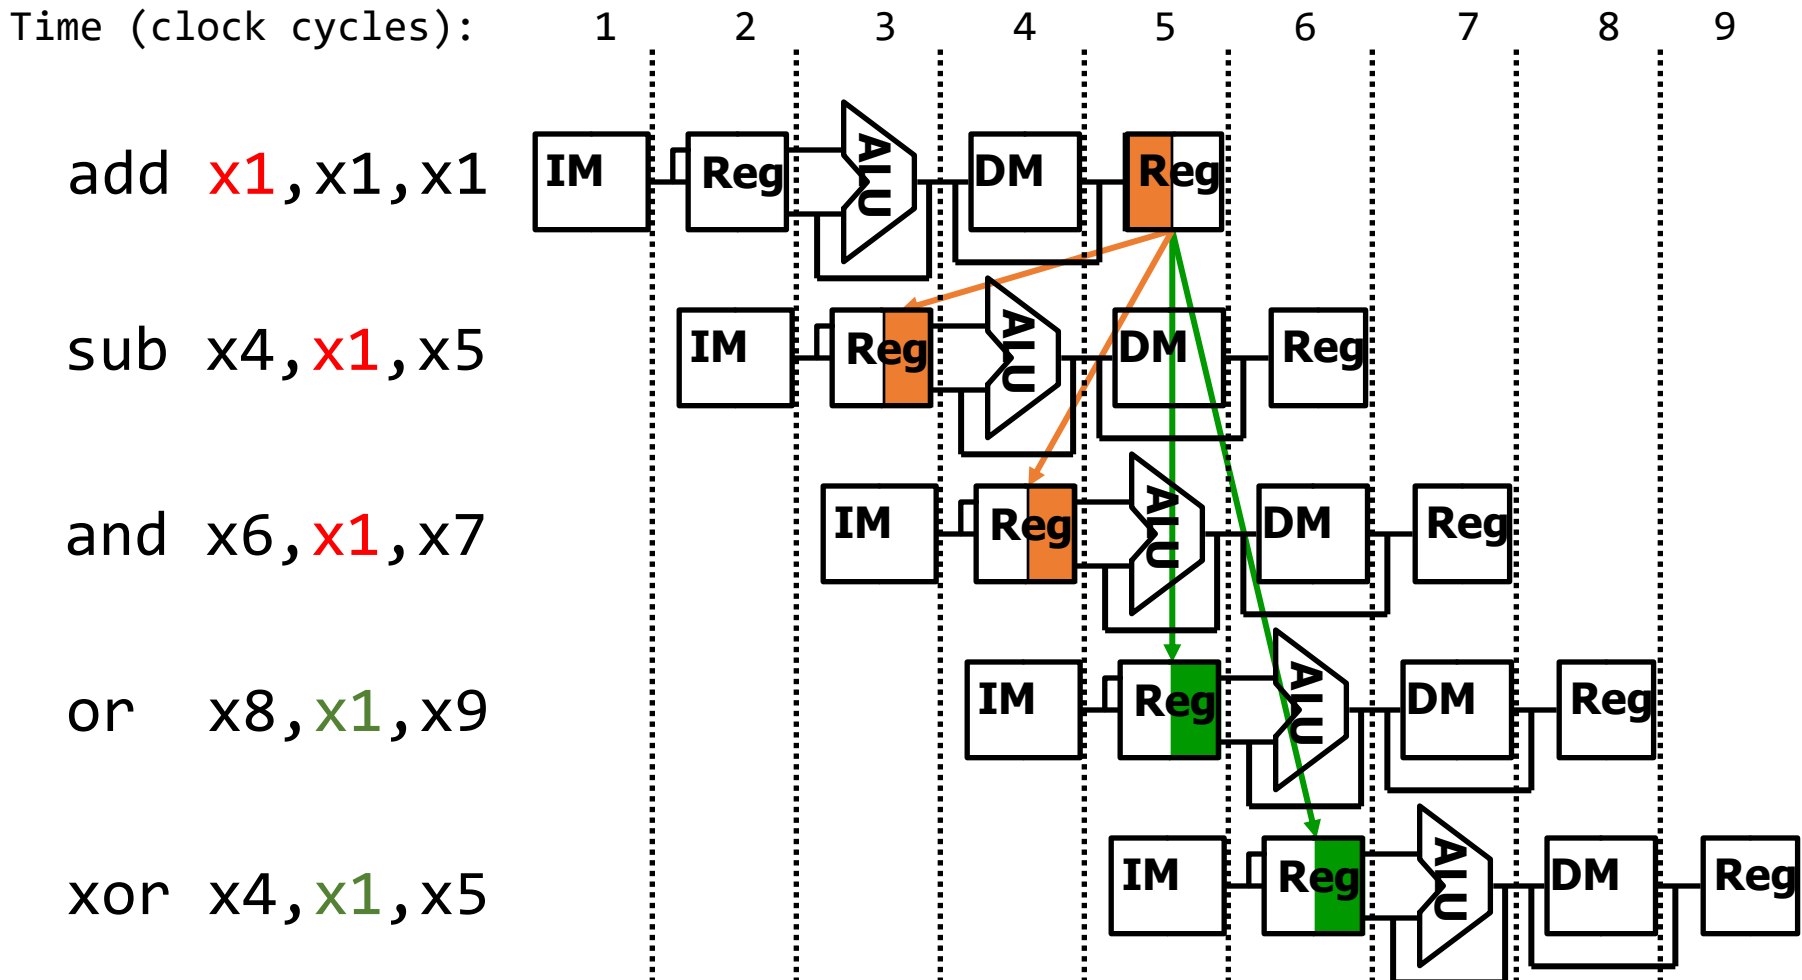 Time (clock cycles): 1 2 3 4 5 6 7 8 9
add x1,x1,x1 IM Reg ALU DM Reg
sub x4,x1,x5 IM Reg ALU DM Reg
and x6,x1,x7 IM Reg ALU DM Reg
or x8,x1,x9 IM Reg ALU DM Reg
xor x4,x1,x5 IM Reg ALU DM Reg